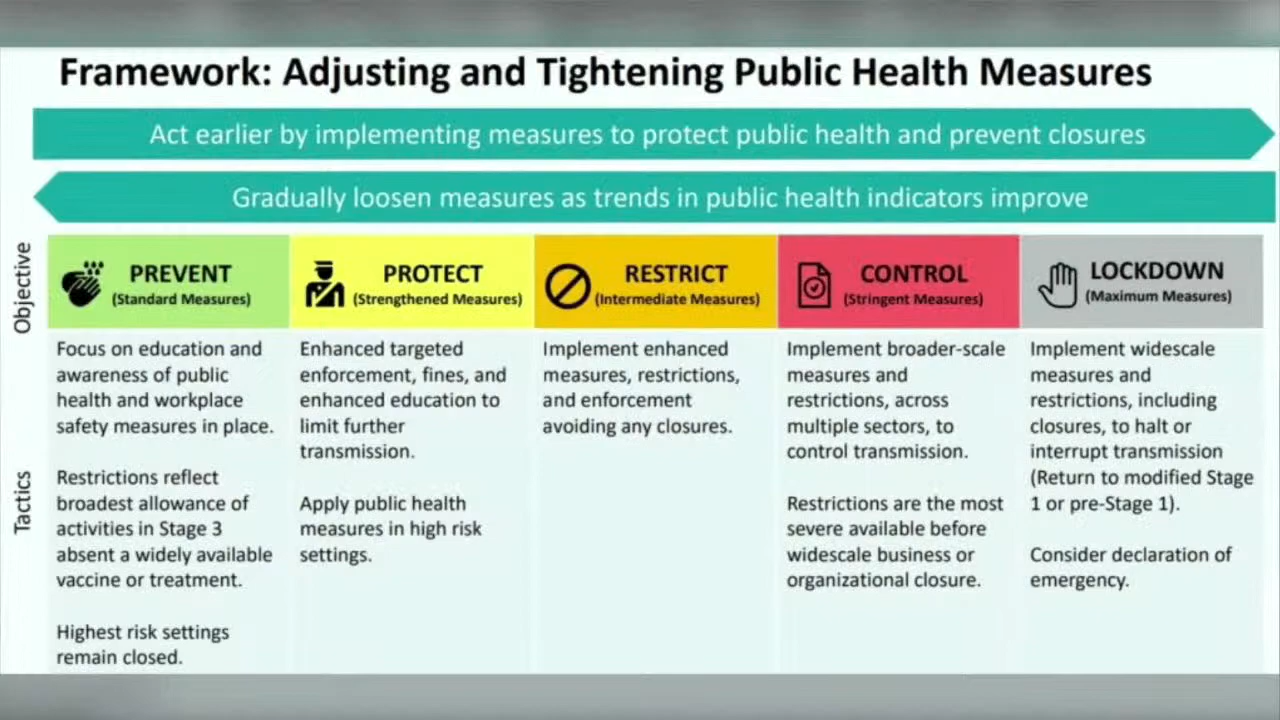 Framework: Adjusting and Tightening Public Health Measures
Act earlier by implementing measures to protect public health and prevent closures
Gradually loosen measures as trends in public health indicators improve
Objective
PREVENT
(Standard Measures)
PROTECT
(Strengthened Measures)
RESTRICT
(Intermediate Measures)
CONTROL
(Stringent Measures)
LOCKDOWN
(Maximum Measures)
Tactics
Focus on education and
awareness of public
health and workplace
safety measures in place.
Restrictions reflect
broadest allowance of
activities in Stage 3
absent a widely available
vaccine or treatment.
Highest risk settings
remain closed.
Enhanced targeted
enforcement, fines, and
enhanced education to
limit further
transmission.
Apply public health
measures in high risk
settings.
Implement enhanced
measures, restrictions,
and enforcement
avoiding any closures.
Implement broader-scale
measures and
restrictions, across
multiple sectors, to
control transmission.
Restrictions are the most
severe available before
widescale business or
organizational closure.
Implement widescale
measures and
restrictions, including
closures, to halt or
interrupt transmission
(Return to modified Stage
1 or pre-Stage 1).
Consider declaration of
emergency.